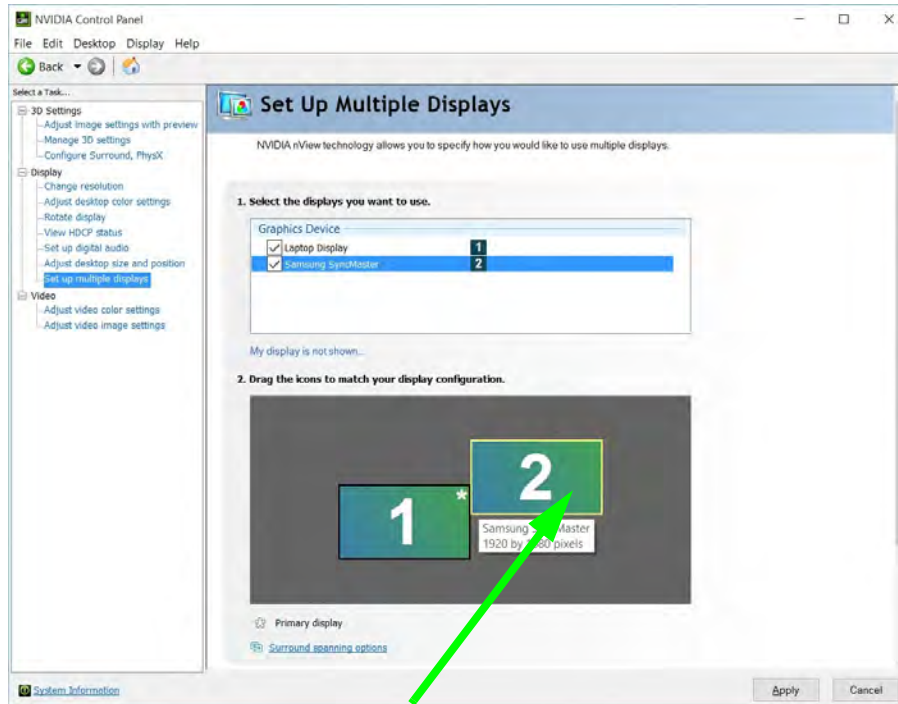 NVIDIA Control Panel
File Edit Desktop Display Help
Back
Select a Task...
3D Settings
Adjust image settings with preview
Manage 3D settings
Configure Surround, PhysX
Display
Change resolution
Adjust desktop color settings
Rotate display
View HDCP status
Set up digital audio
Adjust desktop size and position
Set up multiple displays
Video
Adjust video color settings
Adjust video image settings
System Information
Set Up Multiple Displays
NVIDIA nView technology allows you to specify how you would like to use multiple displays.
1. Select the displays you want to use.
Graphics Device
Laptop Display 1
Samsung SyncMaster 2
My display is not shown...
2. Drag the icons to match your display configuration.
1 *
2
Samsung Master
1920 by pixels
Primary display
Surround spanning options
Apply Cancel